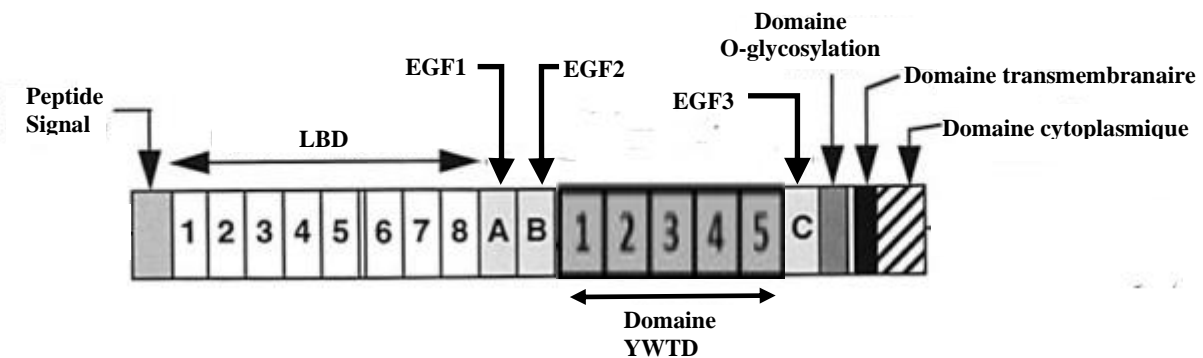 Domaine
O-glycosylation
EGF1
EGF2
Domaine transmembranaire
Peptide
Signal
EGF3
LBD
Domaine cytoplasmique
1 2 3 4 5 6 7 8 A B 1 2 3 4 5 C
Domaine
YWTD